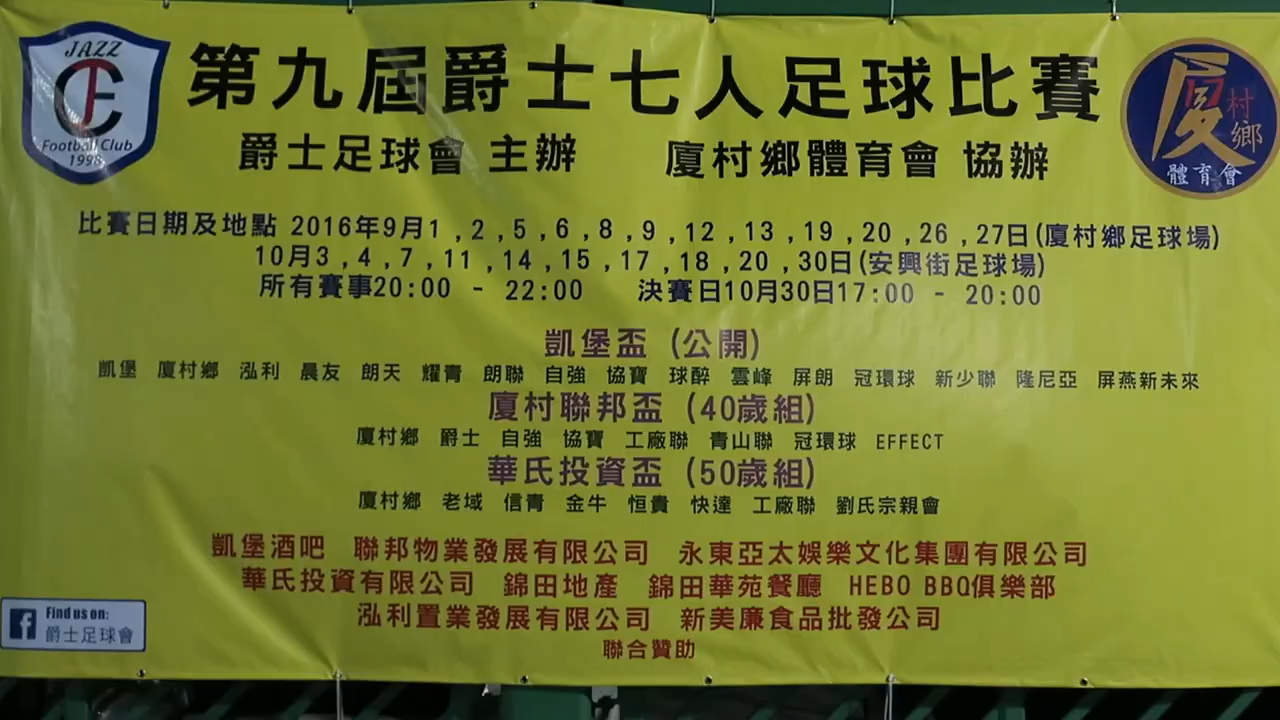 JAZZ
CF
Football Club
1998
第九屆爵士七人足球比賽
爵士足球會 主辦 廈村鄉體育會 協辦
廈村鄉
體育會
比賽日期及地點 2016年9月1 ,2 ,5 ,6 ,8 ,9 ,12 ,13 ,19 ,20 ,26 ,27日(廈村鄉足球場)
10月3 ,4 ,7 ,11 ,14 ,15 ,17 ,18 ,20 ,30日(安興街足球場)
所有賽事20:00 - 22:00 決賽日10月30日17:00 - 20:00
凱堡盃 (公開)
凱堡 廈村鄉 泓利 晨友 朗天 耀青 朗聯 自強 協寶 球醉 雲峰 屏朗 冠環球 新少聯 隆尼亞 屏燕新未來
廈村聯邦盃 (40歲組)
廈村鄉 爵士 自強 協寶 工廠聯 青山聯 冠環球 EFFECT
華氏投資盃 (50歲組)
廈村鄉 老域 信青 金牛 恒貴 快達 工廠聯 劉氏宗親會
凱堡酒吧 聯邦物業發展有限公司 永東亞太娛樂文化集團有限公司
華氏投資有限公司 錦田地產 錦田華苑餐廳 HEBO BBQ俱樂部
泓利置業發展有限公司 新美廉食品批發公司
聯合贊助
f Find us on:
爵士足球會